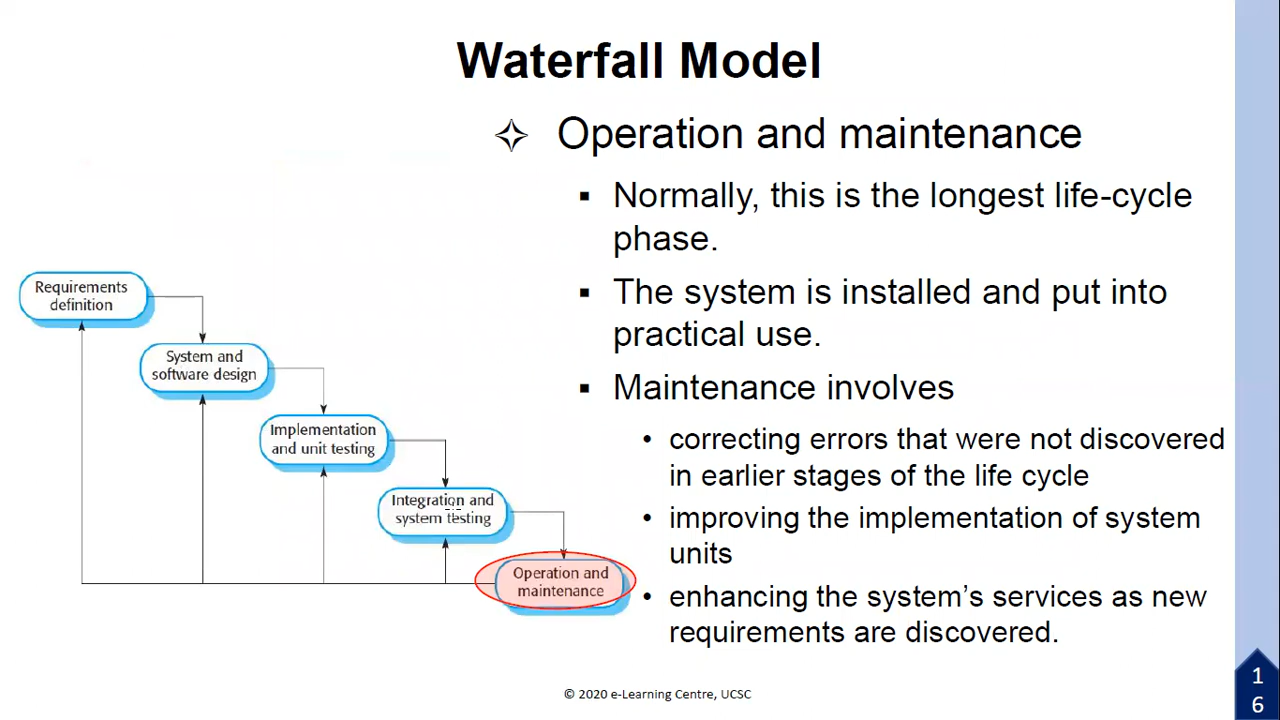 Waterfall Model
Operation and maintenance
Normally, this is the longest life-cycle
phase.
The system is installed and put into
practical use.
Maintenance involves
correcting errors that were not discovered
in earlier stages of the life cycle
improving the implementation of system
units
enhancing the system's services as new
requirements are discovered.
Requirements
definition
System and
software design
Implementation
and unit testing
Integration and
system testing
Operation and
maintenance
© 2020 e-Learning Centre, UCSC
1
6